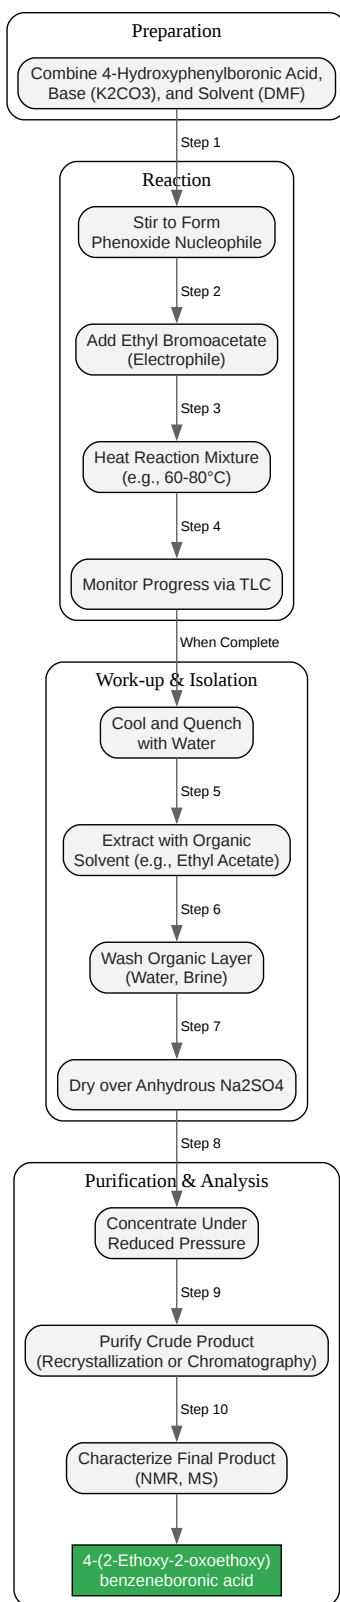 Preparation
Combine 4-Hydroxyphenylboronic Acid,
Base (K2CO3), and Solvent (DMF)
Step 1
Reaction
Stir to Form
Phenoxide Nucleophile
Step 2
Add Ethyl Bromoacetate
(Electrophile)
Step 3
Heat Reaction Mixture
(e.g., 60-80°C)
Step 4
Monitor Progress via TLC
When Complete
Work-up & Isolation
Cool and Quench
with Water
Step 5
Extract with Organic
Solvent (e.g., Ethyl Acetate)
Step 6
Wash Organic Layer
(Water, Brine)
Step 7
Dry over Anhydrous Na2SO4
Step 8
Purification & Analysis
Concentrate Under
Reduced Pressure
Step 9
Purify Crude Product
(Recrystallization or Chromatography)
Step 10
Characterize Final Product
(NMR, MS)
4-(2-Ethoxy-2-oxoethoxy)
benzeneboronic acid